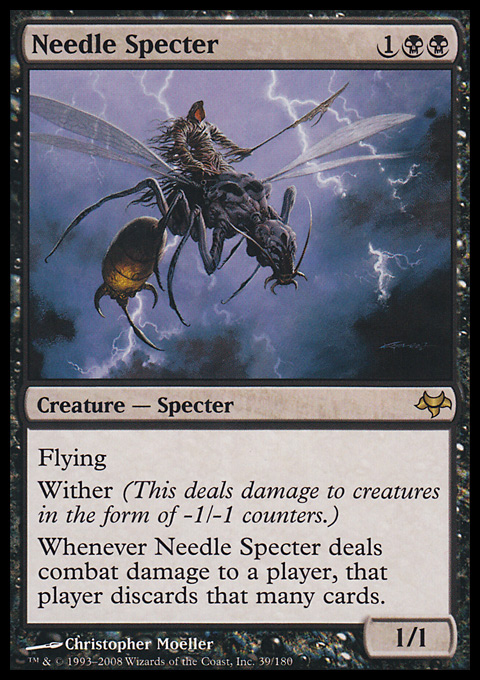 Needle Specter 1
Creature — Specter
Flying
Wither (This deals damage to creatures
in the form of -1/-1 counters.)
Whenever Needle Specter deals
combat damage to a player, that
player discards that many cards.
Christopher Moeller
1/1
™ & © 1993–2008 Wizards of the Coast, Inc. 39/180